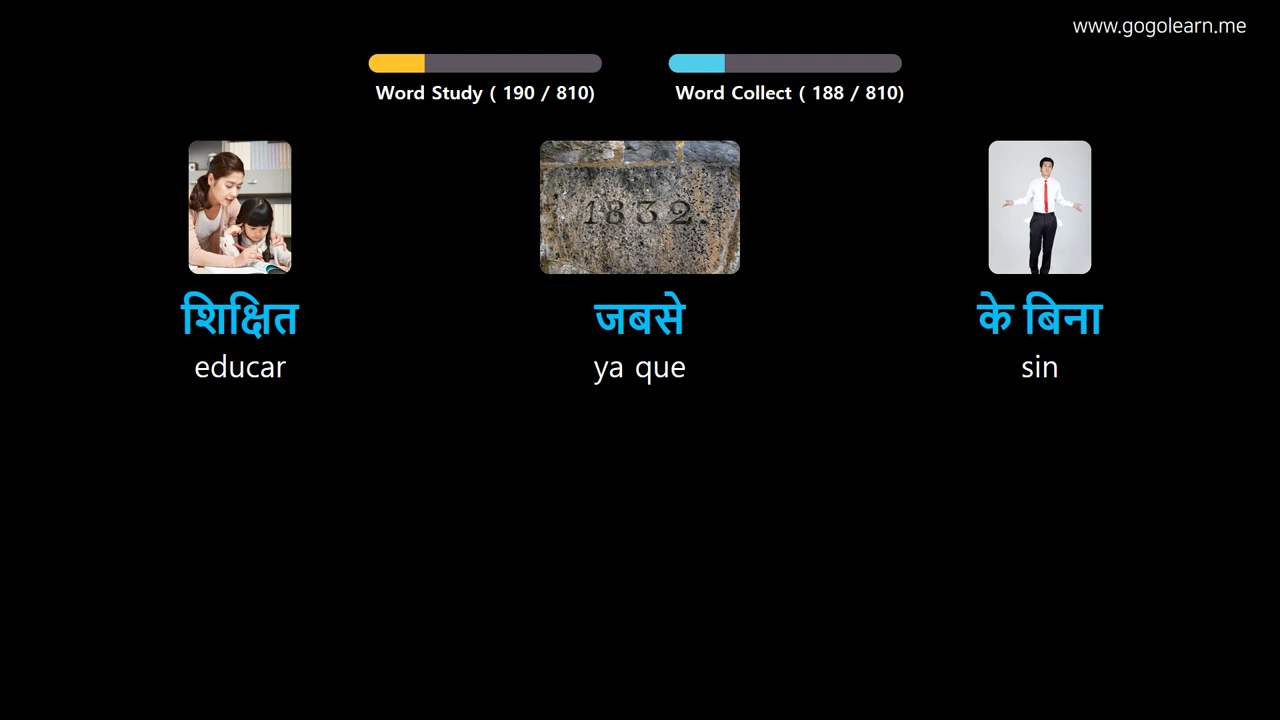 www.gogolearn.me
Word Study ( 190 / 810)
Word Collect ( 188 / 810)
1832.
शिक्षित
जबसे
के बिना
educar
ya que
sin